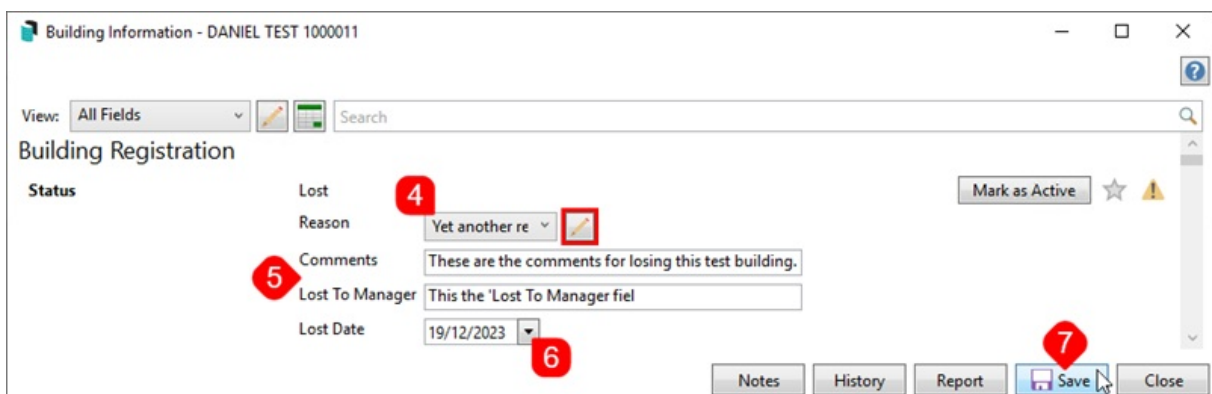 Building Information - DANIEL TEST 1000011
View: All Fields Search
Building Registration
Status Lost 4 Mark as Active
Reason Yet another re
Comments These are the comments for losing this test building.
5
Lost To Manager This the 'Lost To Manager fiel
Lost Date 19/12/2023
6 7
Notes History Report Save Close